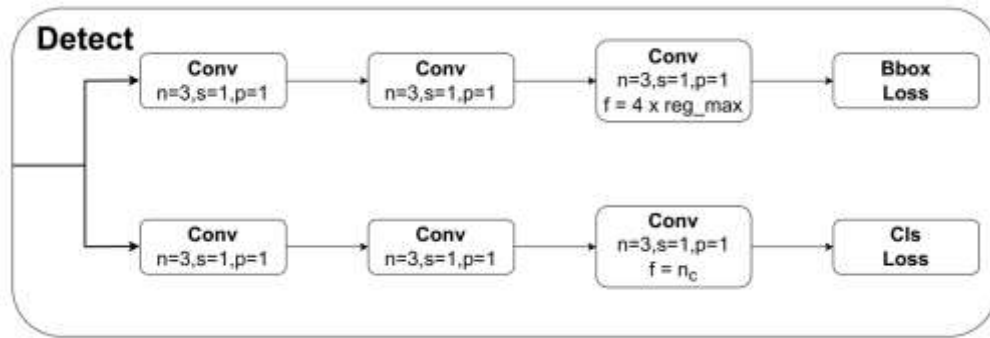 Detect
Conv
n=3,s=1,p=1
Conv
n=3,s=1,p=1
Conv
n=3,s=1,p=1
f = 4 x reg_max
Bbox
Loss
Conv
n=3,s=1,p=1
Conv
n=3,s=1,p=1
Conv
n=3,s=1,p=1
f = nc
Cls
Loss